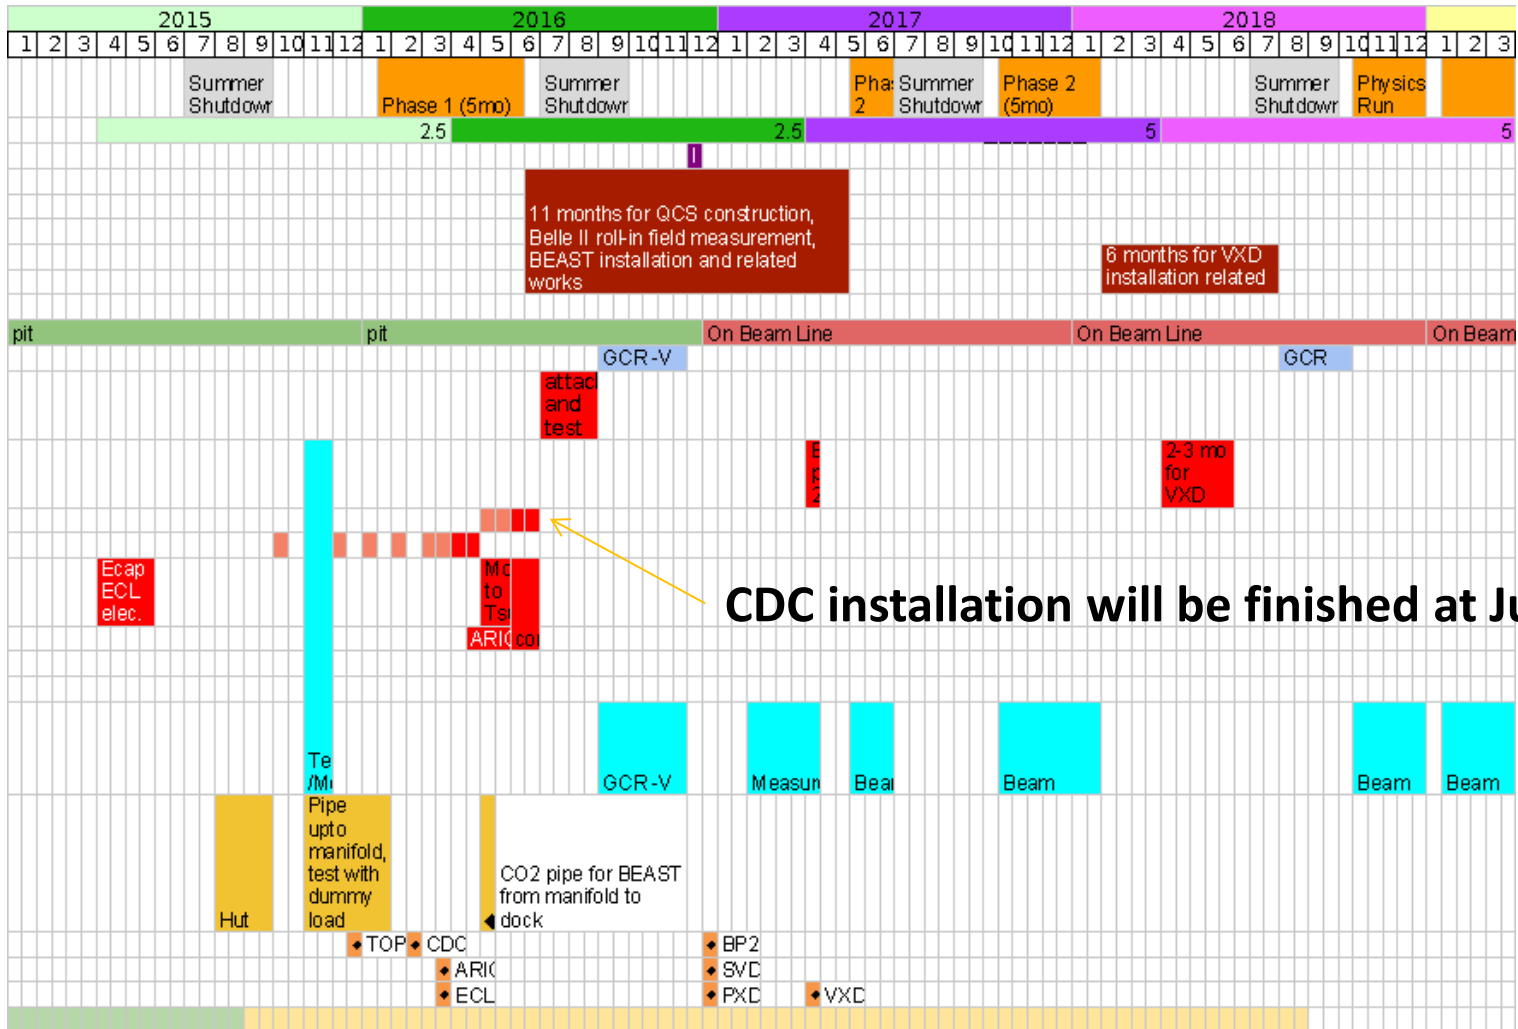 2015 2016 2017 2018
1 2 3 4 5 6 7 8 9 10 11 12 1 2 3 4 5 6 7 8 9 10 11 12 1 2 3 4 5 6 7 8 9 10 11 12 1 2 3 4 5 6 7 8 9 10 11 12 1 2 3
Summer
Shutdowr
Phase 1 (5mo)
Summer
Shutdowr
Pha:
2
Summer
Shutdowr
Phase 2
(5mo)
Summer
Shutdowr
Physics
Run
2.5 2.5 5 5
I
11 months for QCS construction,
Belle II roll-in field measurement,
BEAST installation and related
works
6 months for VXD
installation related
pit pit On Beam Line On Beam Line On Beam
GCR-V GCR
attacl
and
test
2-3 mo
for
VXD
CDC installation will be finished at Ju
Ecap
ECL
elec.
Mc
to
Tsu
ARIC
co
Te
/M
GCR-V
Measur
Bea
Beam
Beam
Beam
Hut
Pipe
upto
manifold,
test with
dummy
load
CO2 pipe for BEAST
from manifold to
dock
TOP CDC BP2
ARIC SVD
ECL PXD VXD